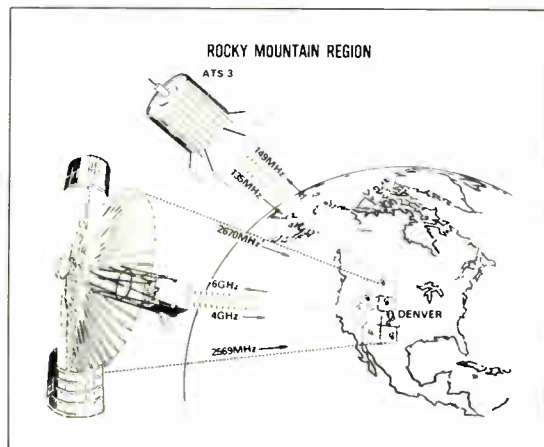 ROCKY MOUNTAIN REGION
ATS 3
149MHz
135MHz
2670MHz
6GHz
4GHz
DENVER
2569MHz